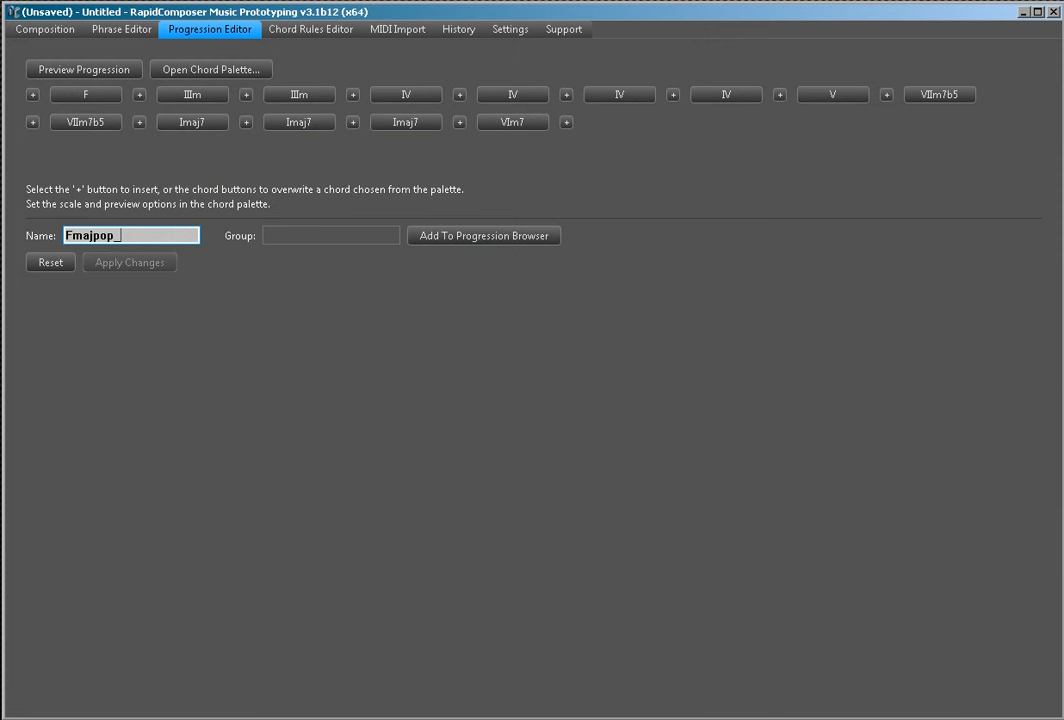 (Unsaved) - Untitled - RapidComposer Music Prototyping v3.1b12 (x64)
Composition Phrase Editor Progression Editor Chord Rules Editor MIDI Import History Settings Support
Preview Progression Open Chord Palette...
+ F + IIIm + IIIm + IV + IV + IV + IV + V + VIIm7b5
+ VIIm7b5 + Imaj7 + Imaj7 + Imaj7 + VIm7 +
Select the '+' button to insert, or the chord buttons to overwrite a chord chosen from the palette.
Set the scale and preview options in the chord palette.
Name: Fmajpop_ Group: Add To Progression Browser
Reset Apply Changes